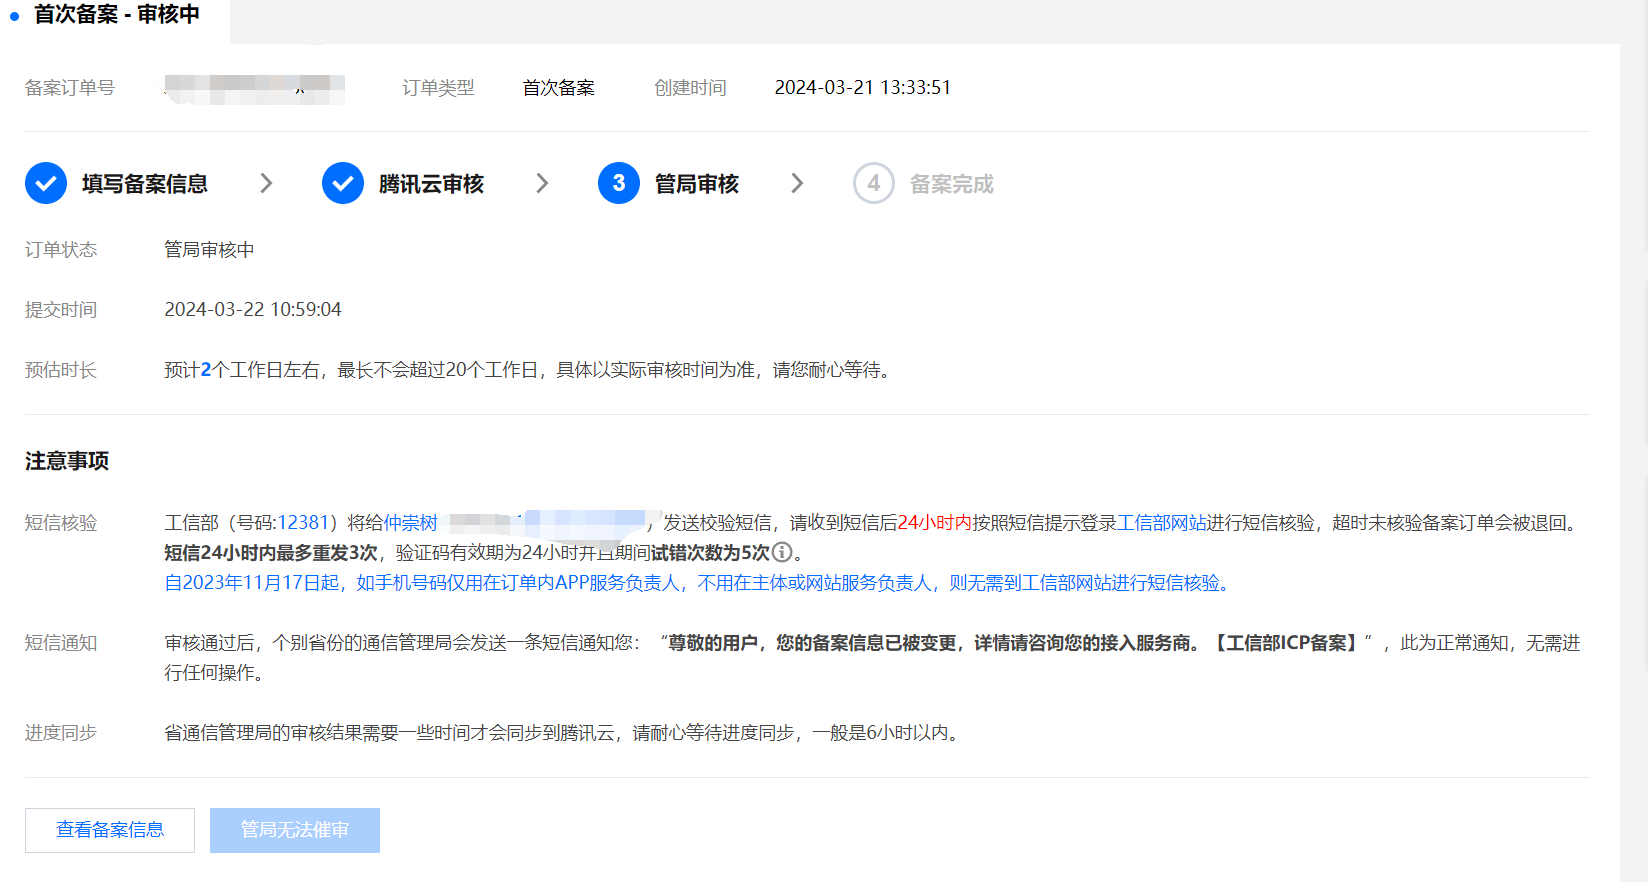 首次备案 - 审核中
备案订单号 订单类型 首次备案 创建时间 2024-03-21 13:33:51
填写备案信息 腾讯云审核 3 管局审核 4 备案完成
订单状态 管局审核中
提交时间 2024-03-22 10:59:04
预估时长 预计2个工作日左右，最长不会超过20个工作日，具体以实际审核时间为准，请您耐心等待。
注意事项
短信核验 工信部（号码:12381）将给仲崇树 ）发送校验短信，请收到短信后24小时内按照短信提示登录工信部网站进行短信核验，超时未核验备案订单会被退回。
短信24小时内最多重发3次，验证码有效期为24小时并且期间试错次数为5次。
自2023年11月17日起，如手机号码仅用在订单内APP服务负责人，不用在主体或网站服务负责人，则无需到工信部网站进行短信核验。
短信通知 审核通过后，个别省份的通信管理局会发送一条短信通知您：“尊敬的用户，您的备案信息已被变更，详情请咨询您的接入服务商。【工信部ICP备案】”，此为正常通知，无需进
行任何操作。
进度同步 省通信管理局的审核结果需要一些时间才会同步到腾讯云，请耐心等待进度同步，一般是6小时以内。
查看备案信息 管局无法催审